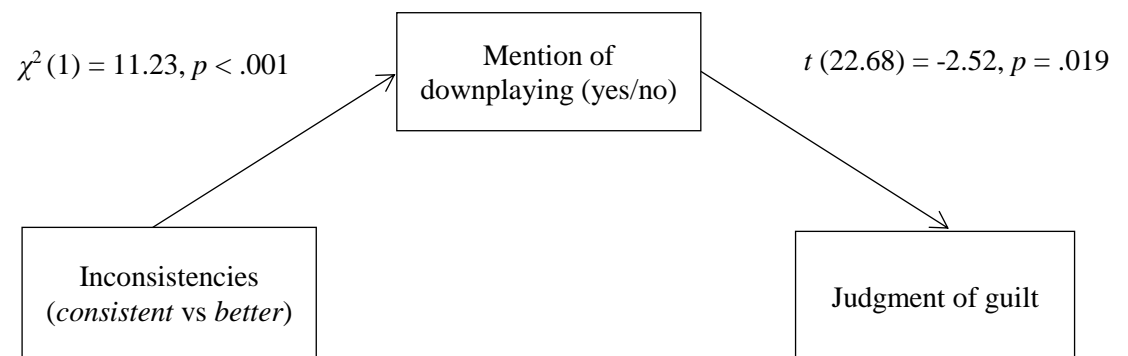 χ² (1) = 11.23, p < .001
Mention of
downplaying (yes/no)
t (22.68) = -2.52, p = .019
Inconsistencies
(consistent vs better)
Judgment of guilt